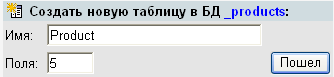 Создать новую таблицу в БД _products:
Имя: Product
Поля: 5 Пошел